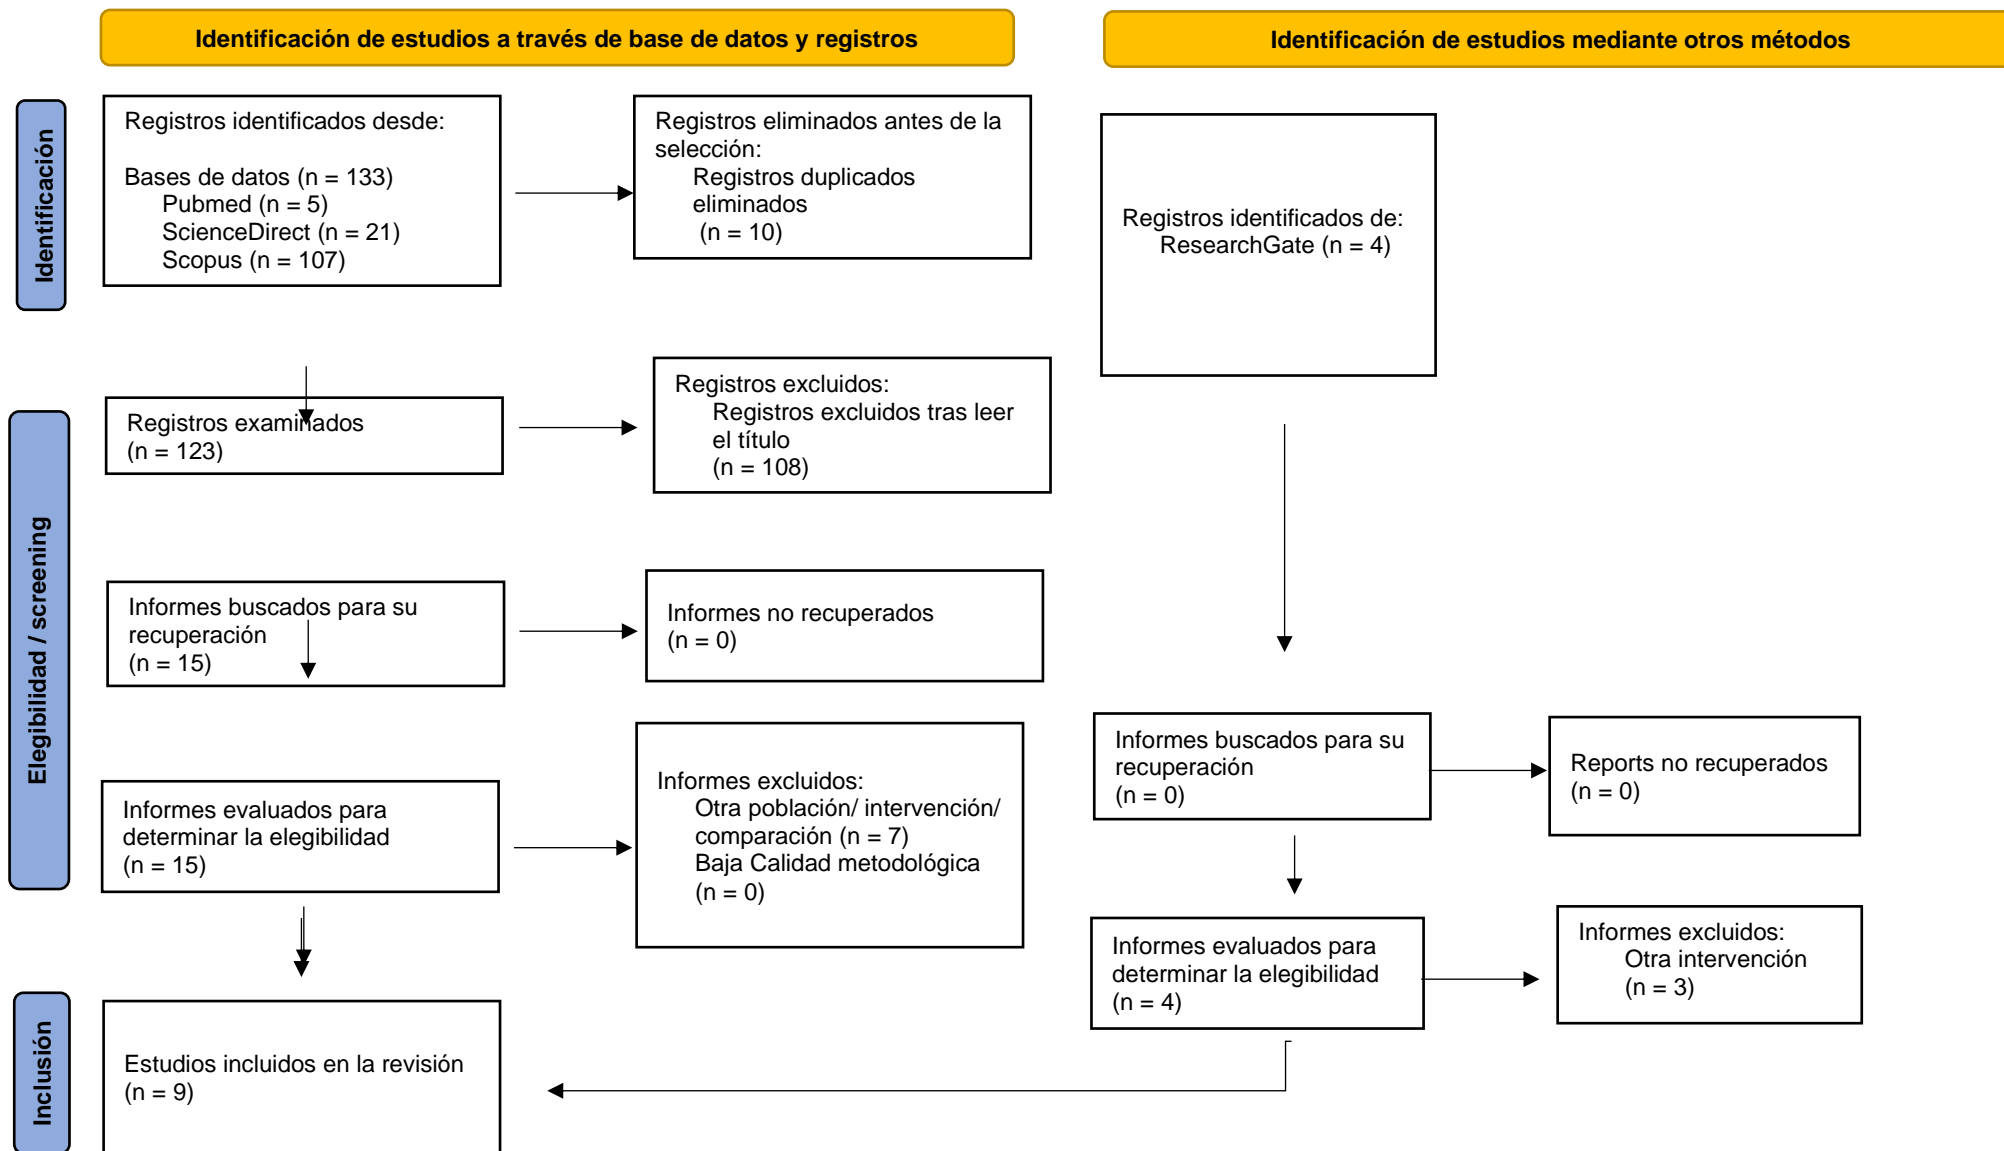 Identificación de estudios a través de base de datos y registros
Identificación de estudios mediante otros métodos
Identificación
Registros identificados desde:
Bases de datos (n = 133)
Pubmed (n = 5)
ScienceDirect (n = 21)
Scopus (n = 107)
Registros eliminados antes de la
selección:
Registros duplicados
eliminados
(n = 10)
Registros identificados de:
ResearchGate (n = 4)
Elegibilidad / screening
Registros examinados
(n = 123)
Registros excluidos:
Registros excluidos tras leer
el título
(n = 108)
Informes buscados para su
recuperación
(n = 15)
Informes no recuperados
(n = 0)
Informes buscados para su
recuperación
(n = 0)
Reports no recuperados
(n = 0)
Informes evaluados para
determinar la elegibilidad
(n = 15)
Informes excluidos:
Otra población/ intervención/
comparación (n = 7)
Baja Calidad metodológica
(n = 0)
Informes evaluados para
determinar la elegibilidad
(n = 4)
Informes excluidos:
Otra intervención
(n = 3)
Inclusión
Estudios incluidos en la revisión
(n = 9)